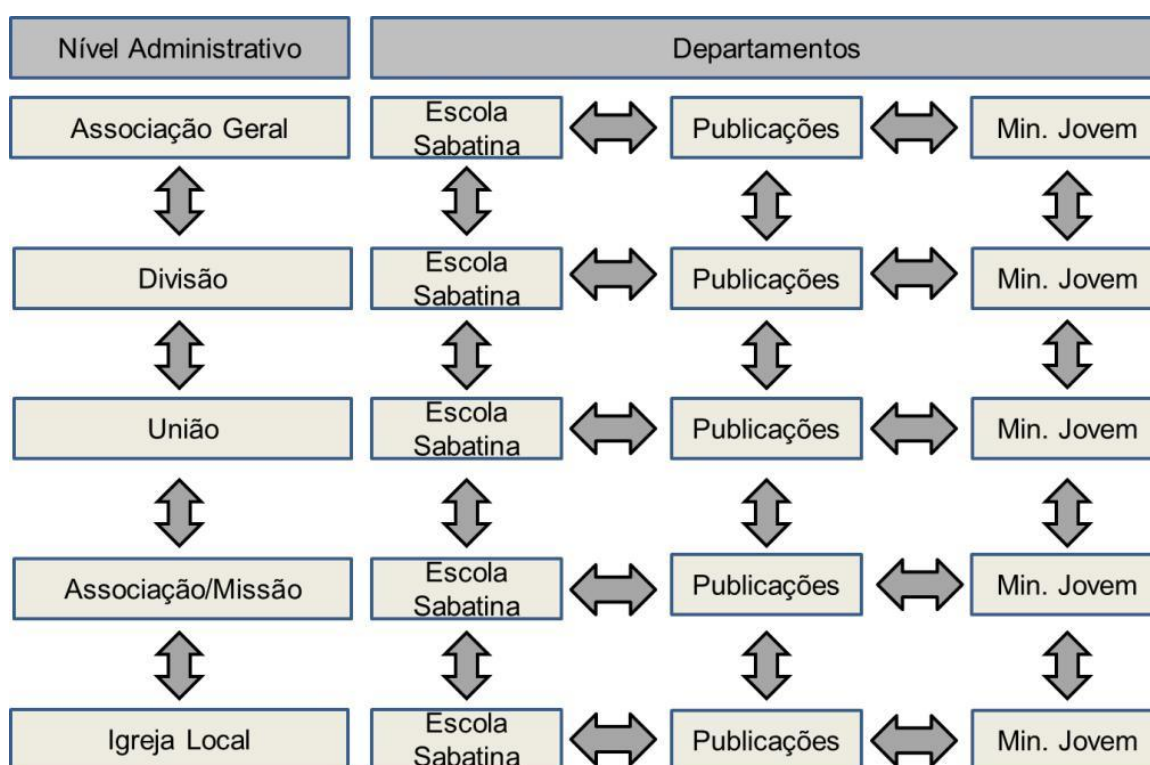 Nível Administrativo
Departamentos
Associação Geral
Escola
Sabatina
Publicações
Min. Jovem
Divisão
Escola
Sabatina
Publicações
Min. Jovem
União
Escola
Sabatina
Publicações
Min. Jovem
Associação/Missão
Escola
Sabatina
Publicações
Min. Jovem
Igreja Local
Escola
Sabatina
Publicações
Min. Jovem